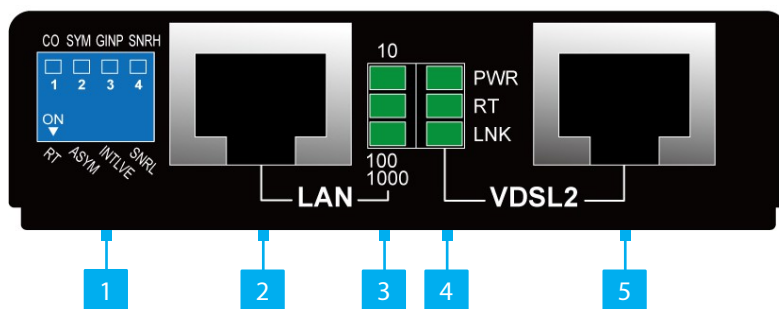 CO SYM GINP SNRH
1 2 3 4
ON
RT ASYM INTLVE SNRL
10
100
1000
LAN
PWR
RT
LNK
VDSL2
1 2 3 4 5